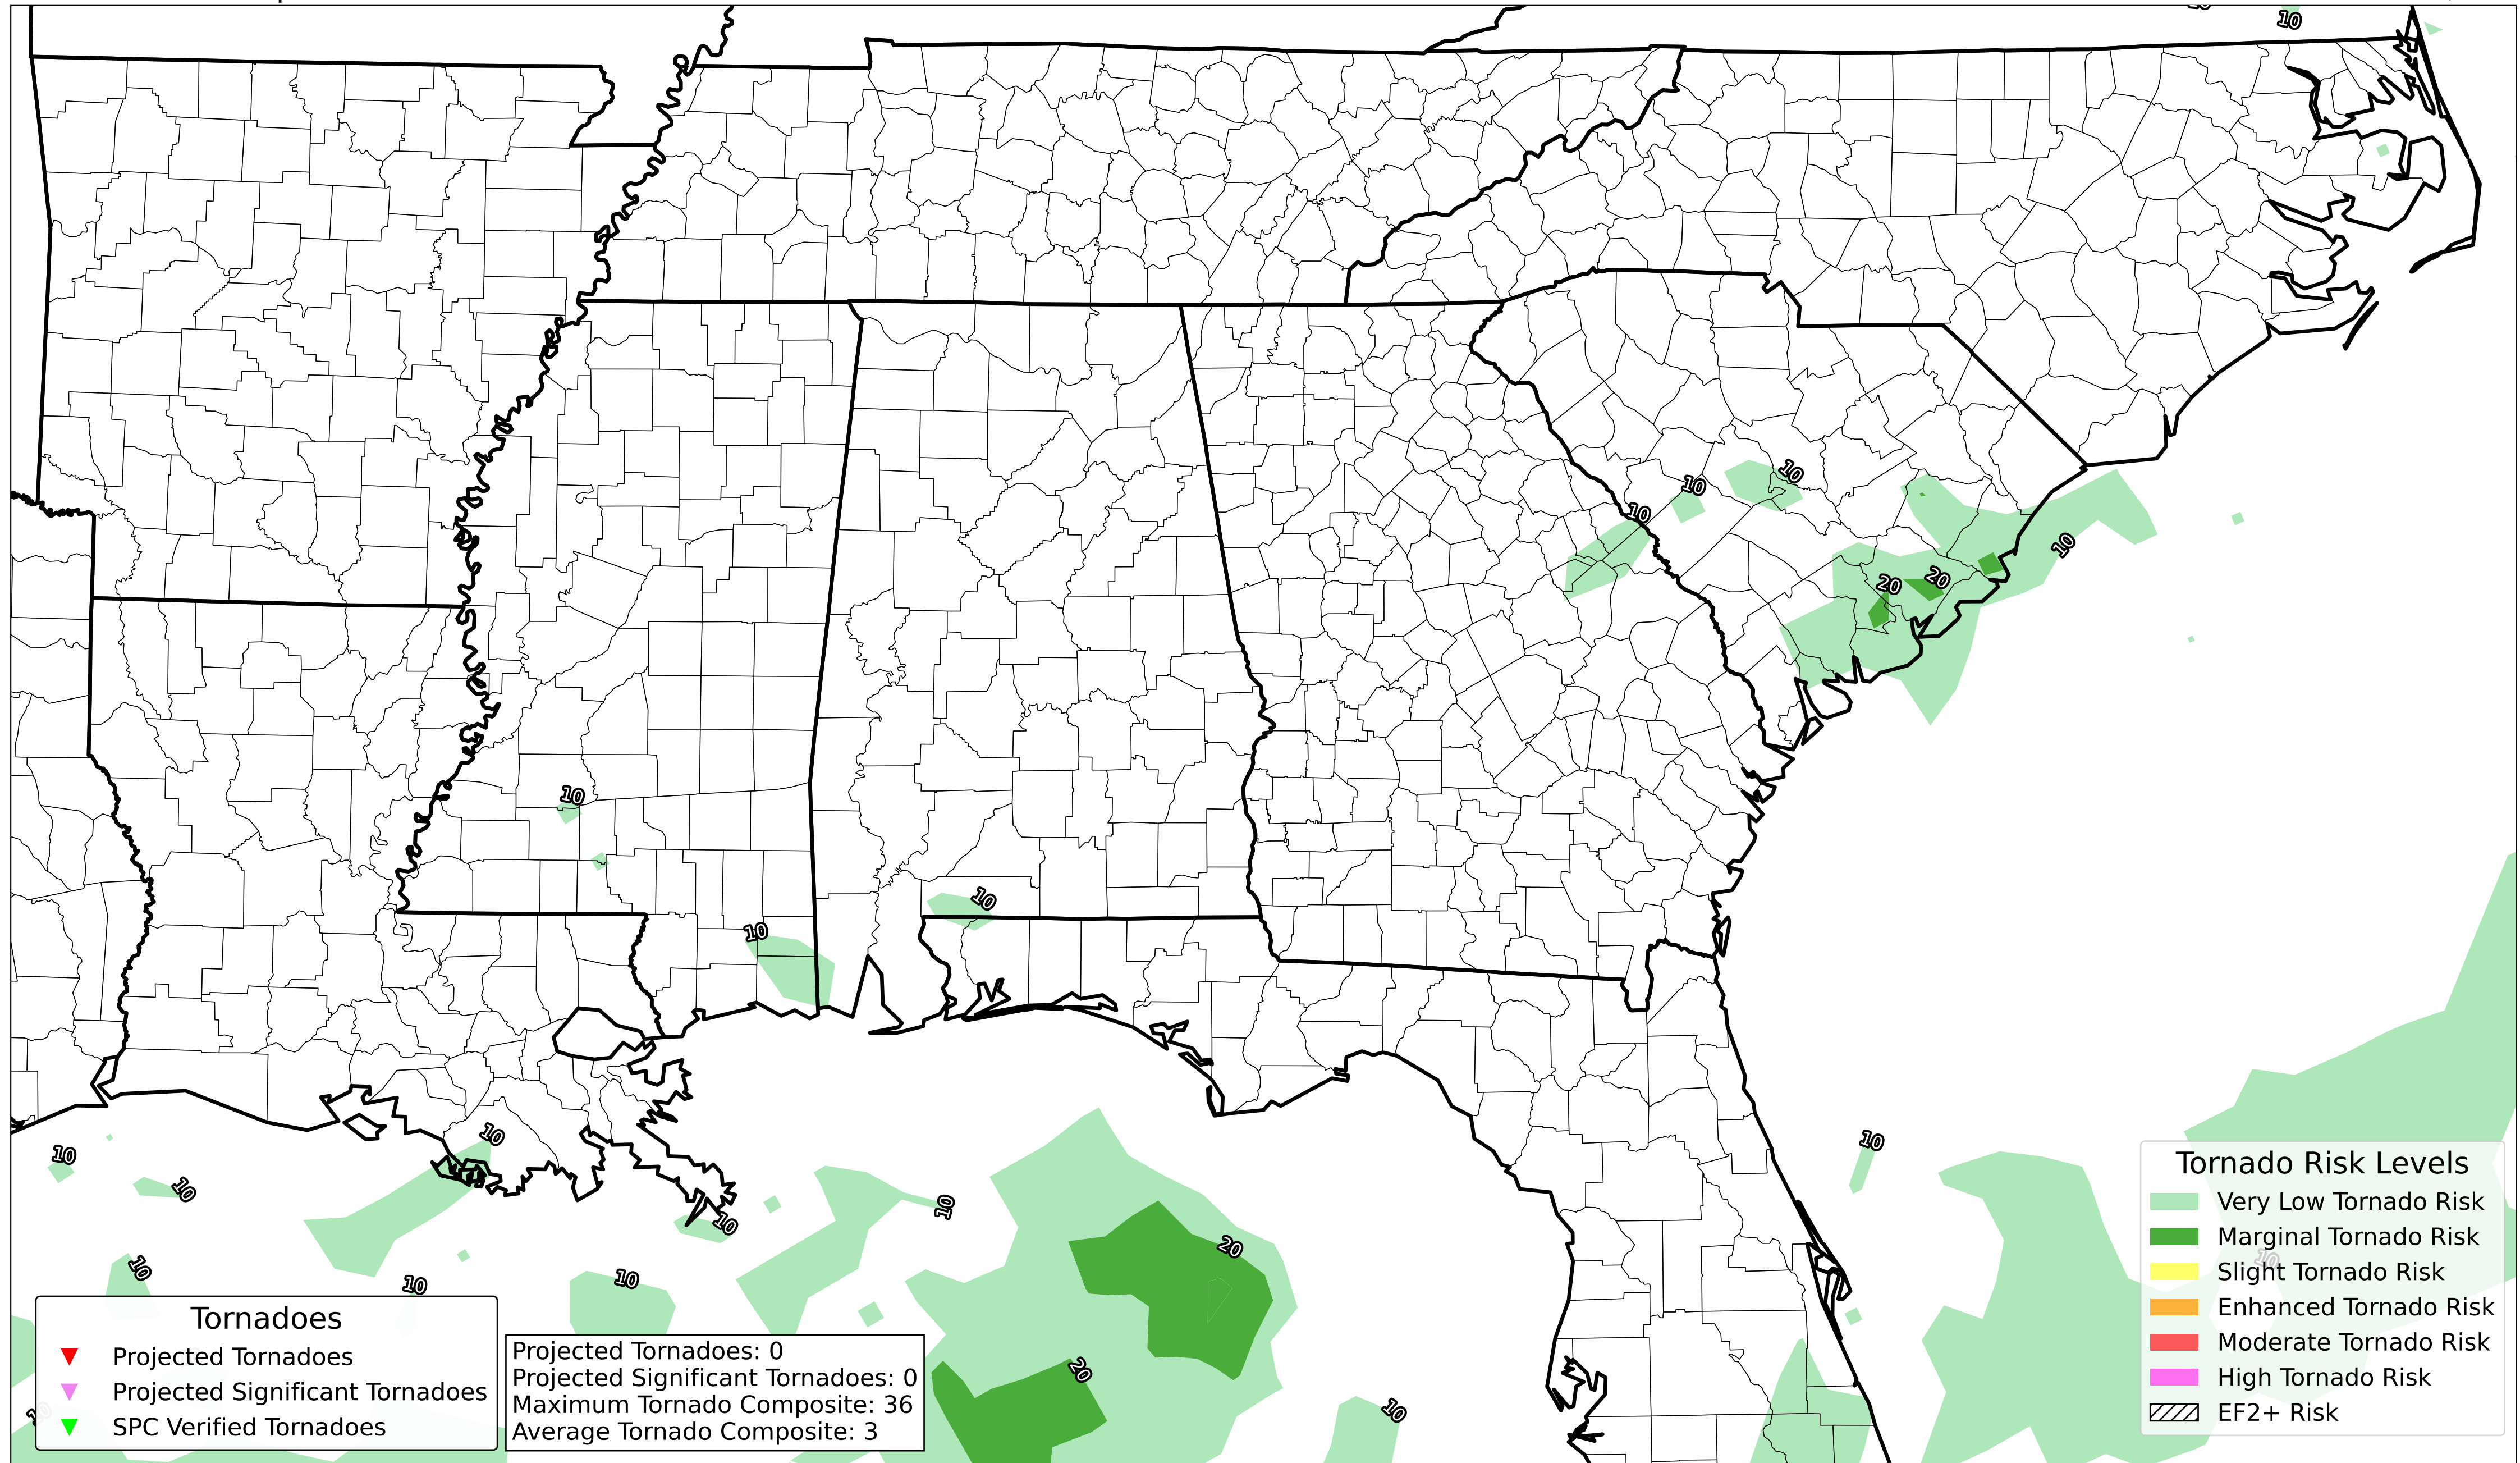 10
10
10
10
10
10
20
20
10
10
10
10
10
10
10
10
10
10
20
10
10
10
20
10
Tornado Risk Levels
Very Low Tornado Risk
Marginal Tornado Risk
Slight Tornado Risk
Enhanced Tornado Risk
Moderate Tornado Risk
High Tornado Risk
EF2+ Risk
Tornadoes
Projected Tornadoes
Projected Significant Tornadoes
SPC Verified Tornadoes
Projected Tornadoes: 0
Projected Significant Tornadoes: 0
Maximum Tornado Composite: 36
Average Tornado Composite: 3